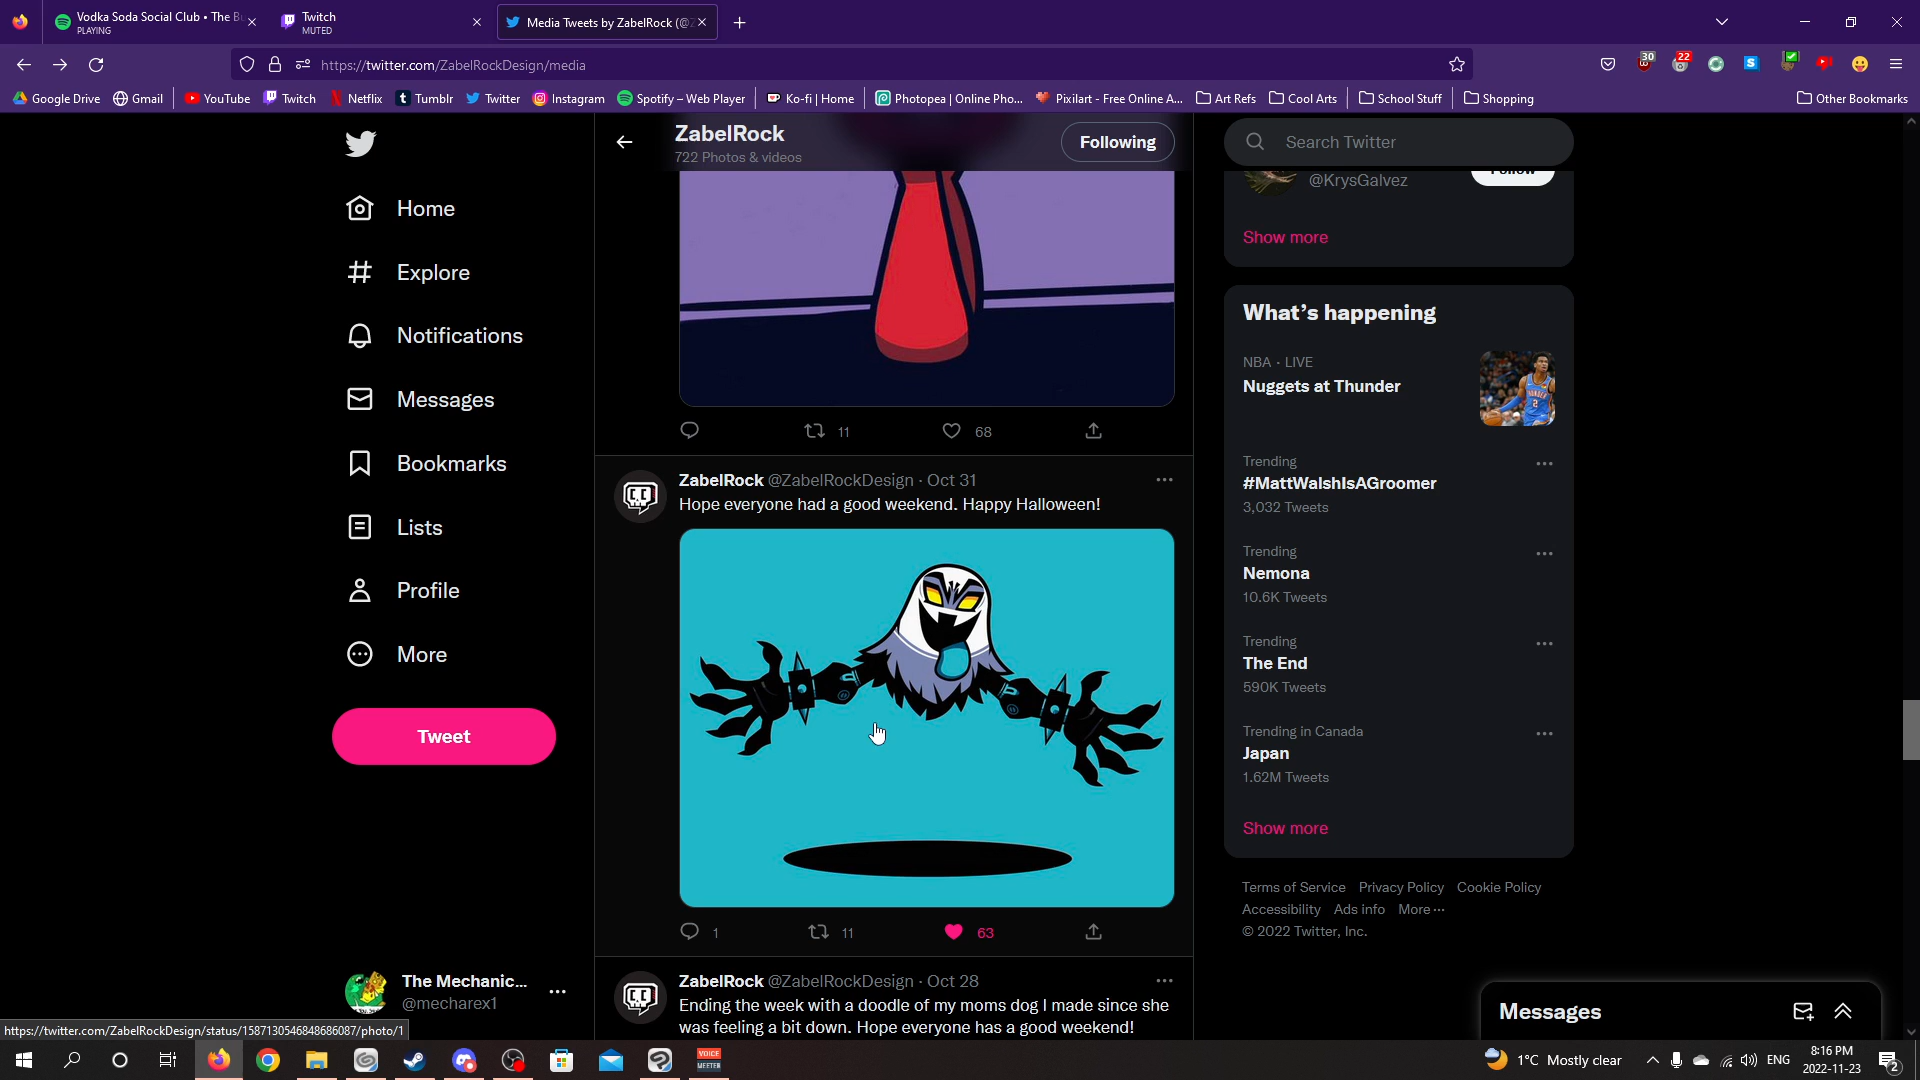 Vodka Soda Social Club • The B
PLAYING
Twitch
MUTED
Media Tweets by ZabelRock (@Z
https://twitter.com/ZabelRockDesign/media
30
22
Google Drive
Gmail
YouTube
Twitch
Netflix
Tumblr
Twitter
Instagram
Spotify – Web Player
Ko-fi | Home
Photopea | Online Pho...
Pixilart - Free Online A...
Art Refs
Cool Arts
School Stuff
Shopping
Other Bookmarks
Home
Explore
Notifications
Messages
Bookmarks
Lists
Profile
More
Tweet
The Mechanic...
@mecharex1
https://twitter.com/ZabelRockDesign/status/1587130546848686087/photo/1
ZabelRock
722 Photos & videos
Following
11
68
ZabelRock @ZabelRockDesign · Oct 31
Hope everyone had a good weekend. Happy Halloween!
1
11
63
ZabelRock @ZabelRockDesign · Oct 28
Ending the week with a doodle of my moms dog I made since she
was feeling a bit down. Hope everyone has a good weekend!
Search Twitter
@KrysGalvez
Follow
Show more
What's happening
NBA · LIVE
Nuggets at Thunder
Trending
#MattWalshIsAGroomer
3,032 Tweets
Trending
Nemona
10.6K Tweets
Trending
The End
590K Tweets
Trending in Canada
Japan
1.62M Tweets
Show more
Terms of Service Privacy Policy Cookie Policy
Accessibility Ads info More ···
© 2022 Twitter, Inc.
Messages
VOICE
MEETER
1°C Mostly clear
ENG
8:16 PM
2022-11-23
2